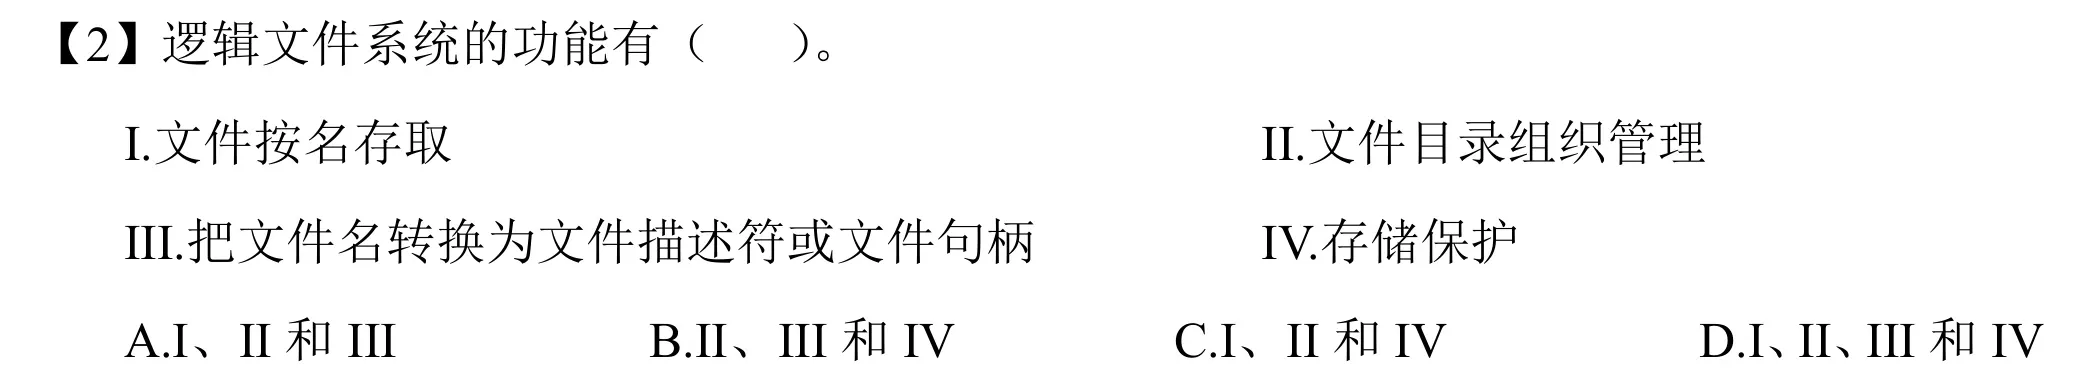 【2】逻辑文件系统的功能有（　　）。
I.文件按名存取　　II.文件目录组织管理
III.把文件名转换为文件描述符或文件句柄　　IV.存储保护
A.I、II 和 III　　B.II、III 和 IV　　C.I、II 和 IV　　D.I、II、III 和 IV